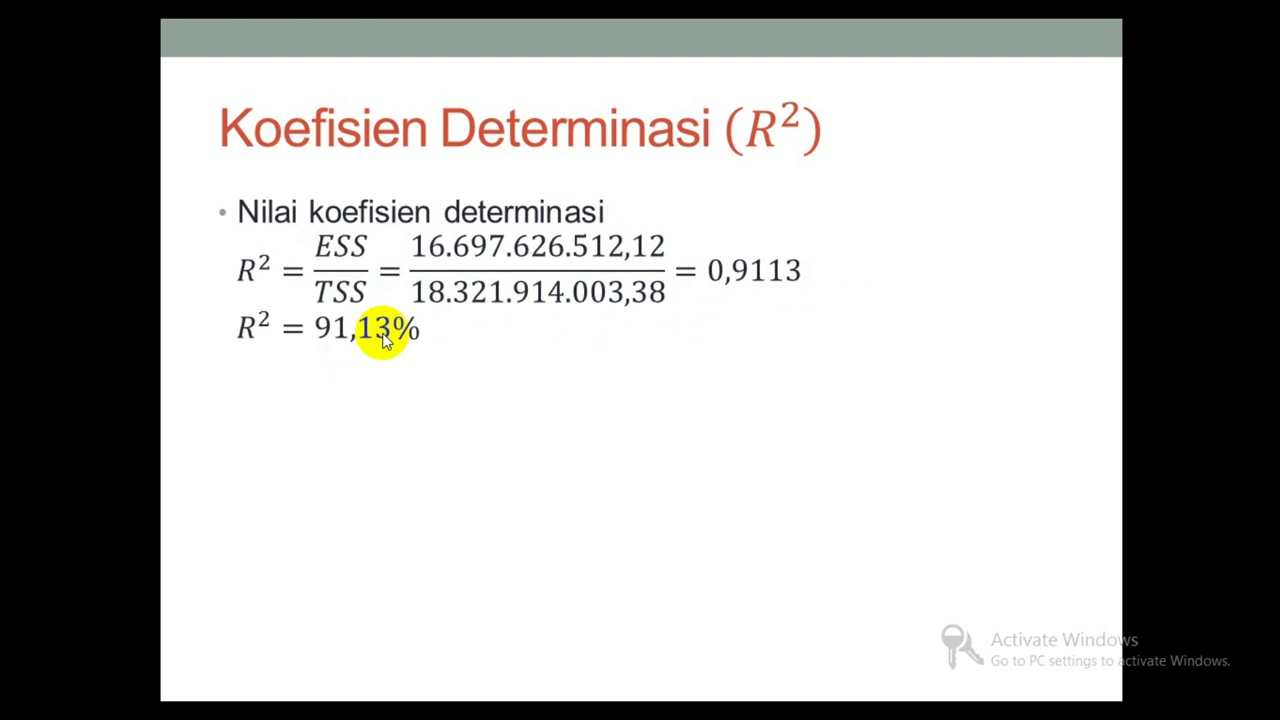 Koefisien Determinasi (R²)
• Nilai koefisien determinasi
R² = ESS/TSS = 16.697.626.512,12/18.321.914.003,38 = 0,9113
R² = 91,13%
Activate Windows
Go to PC settings to activate Windows.